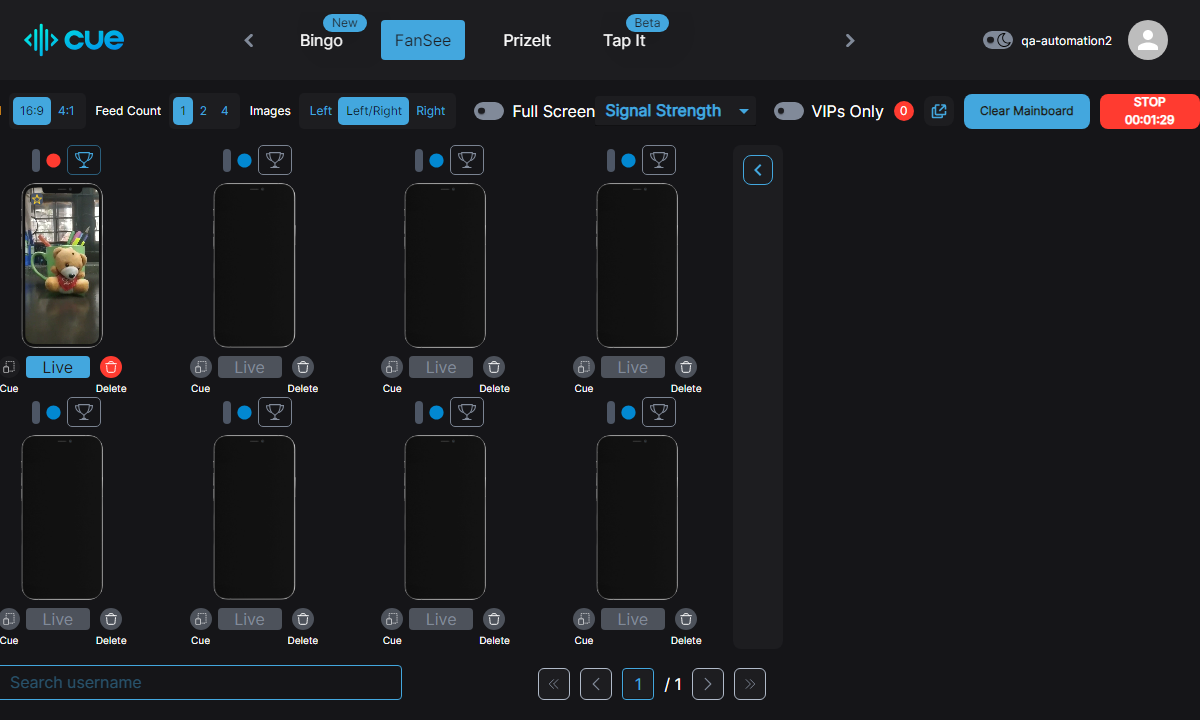 cue
New
Bingo
FanSee
PrizeIt
Beta
Tap It
qa-automation2
16:9
4:1
Feed Count
1
2
4
Images
Left
Left/Right
Right
Full Screen
Signal Strength
VIPs Only
0
Clear Mainboard
STOP
00:01:29
Live
Live
Live
Live
Cue
Delete
Cue
Delete
Cue
Delete
Cue
Delete
Live
Live
Live
Live
Cue
Delete
Cue
Delete
Cue
Delete
Cue
Delete
Search username
1
/ 1